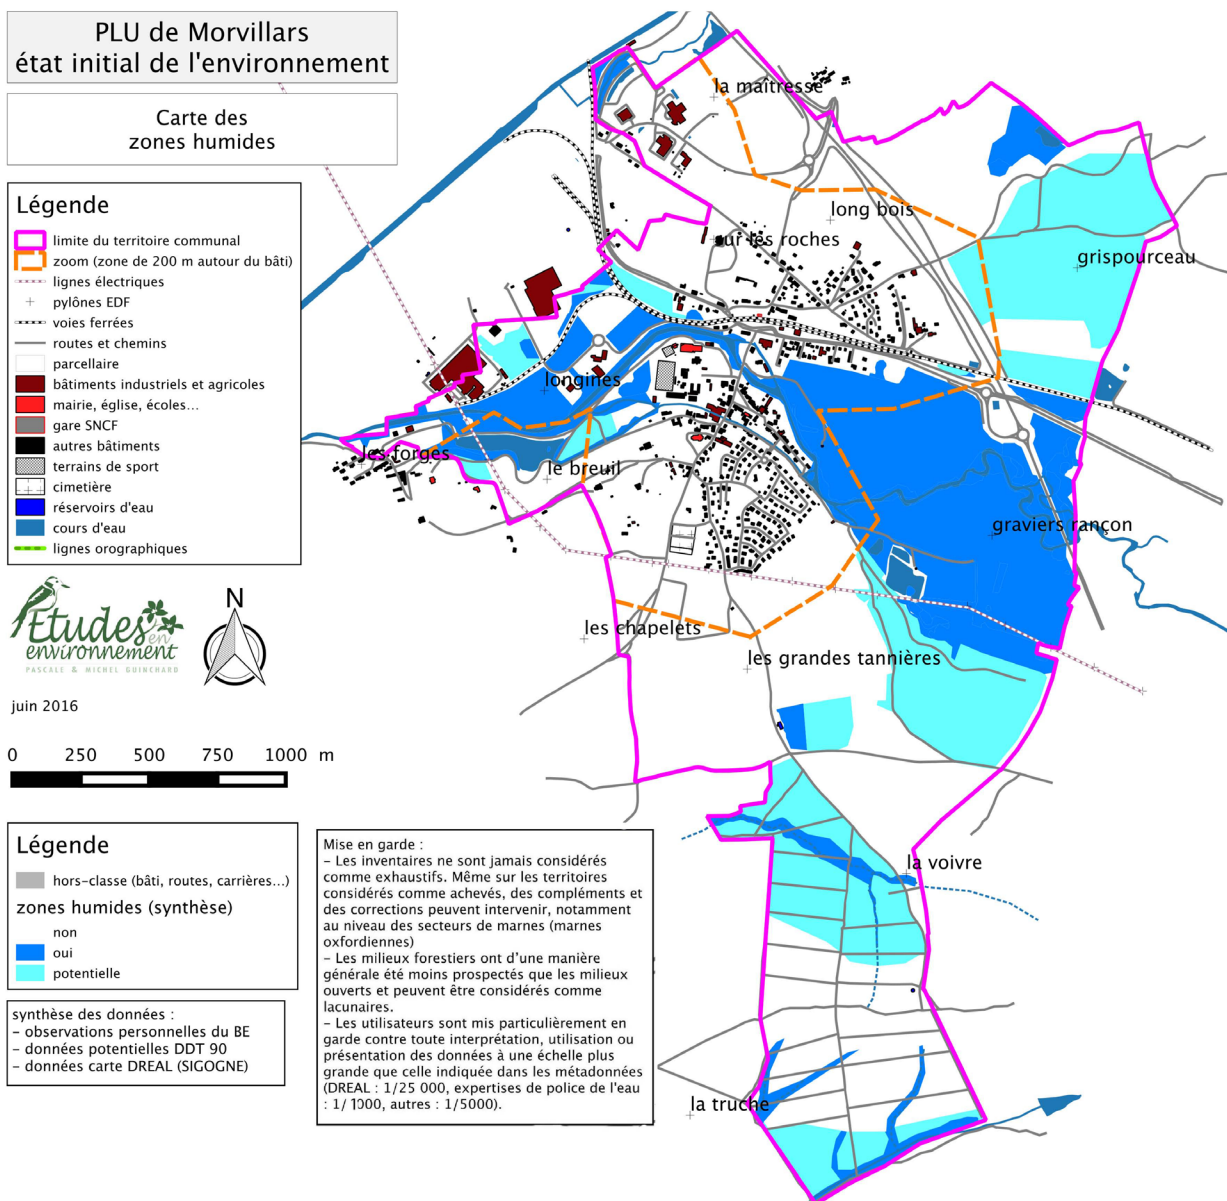 PLU de Morvillars
état initial de l'environnement
Carte des
zones humides
Légende
limite du territoire communal
zoom (zone de 200 m autour du bâti)
lignes électriques
pylônes EDF
voies ferrées
routes et chemins
parcellaire
bâtiments industriels et agricoles
mairie, église, écoles...
gare SNCF
autres bâtiments
terrains de sport
cimetière
réservoirs d'eau
cours d'eau
lignes orographiques
Études
en
environnement
PASCALE & MICHEL GUINCHARD
N
juin 2016
0 250 500 750 1000 m
Légende
hors-classe (bâti, routes, carrières...)
zones humides (synthèse)
non
oui
potentielle
synthèse des données :
– observations personnelles du BE
– données potentielles DDT 90
– données carte DREAL (SIGOGNE)
Mise en garde :
– Les inventaires ne sont jamais considérés
comme exhaustifs. Même sur les territoires
considérés comme achevés, des compléments et
des corrections peuvent intervenir, notamment
au niveau des secteurs de marnes (marnes
oxfordiennes)
– Les milieux forestiers ont d'une manière
générale été moins prospectés que les milieux
ouverts et peuvent être considérés comme
lacunaires.
– Les utilisateurs sont mis particulièrement en
garde contre toute interprétation, utilisation ou
présentation des données à une échelle plus
grande que celle indiquée dans les métadonnées
(DREAL : 1/25 000, expertises de police de l'eau
: 1/ 1000, autres : 1/5000).
la maîtresse
long bois
sur les roches
grispourceau
longines
les forges
le breuil
graviers rançon
les chapelets
les grandes tannières
la voivre
la truche